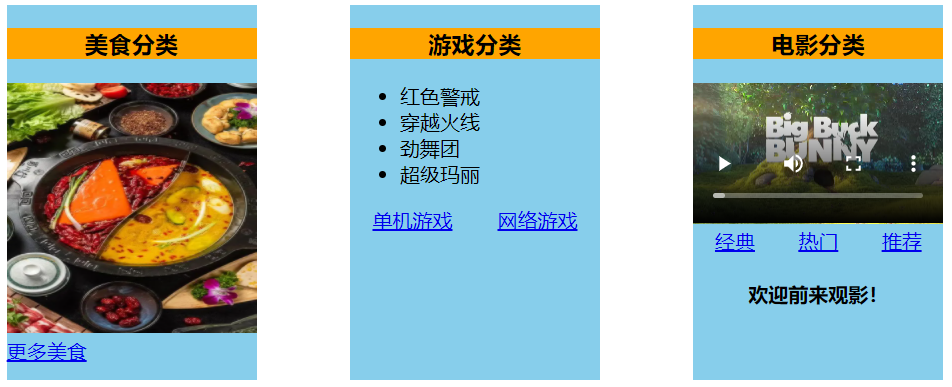 美食分类
更多美食
游戏分类
红色警戒
穿越火线
劲舞团
超级玛丽
单机游戏 网络游戏
电影分类
Big Buck
BUNNY
经典 热门 推荐
欢迎前来观影！